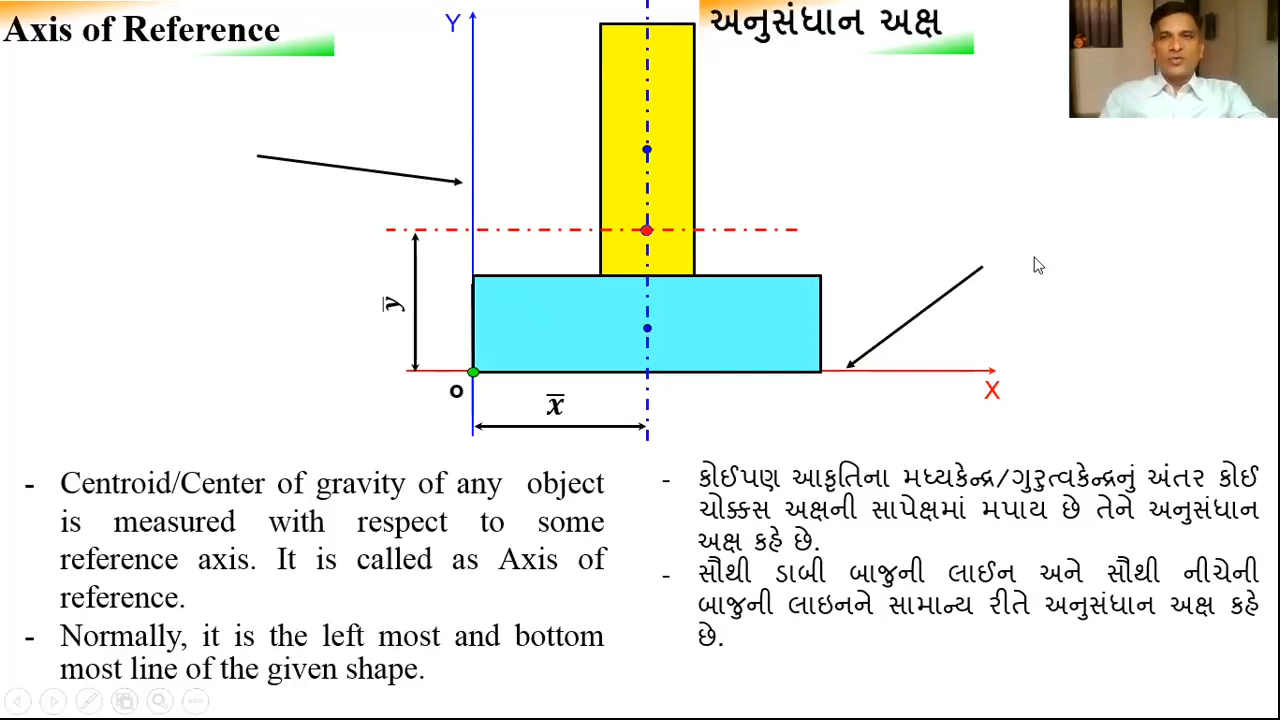 Axis of Reference
અનુસંધાન અક્ષ
Y
y̅
X
o
x̅
- Centroid/Center of gravity of any object
is measured with respect to some
reference axis. It is called as Axis of
reference.
- Normally, it is the left most and bottom
most line of the given shape.
- કોઈપણ આકૃતિના મધ્યકેન્દ્ર/ગુરુત્વકેન્દ્રનું અંતર કોઈ
ચોક્કસ અક્ષની સાપેક્ષમાં મપાય છે તેને અનુસંધાન
અક્ષ કહે છે.
- સૌથી ડાબી બાજુની લાઈન અને સૌથી નીચેની
બાજુની લાઇનને સામાન્ય રીતે અનુસંધાન અક્ષ કહે
છે.